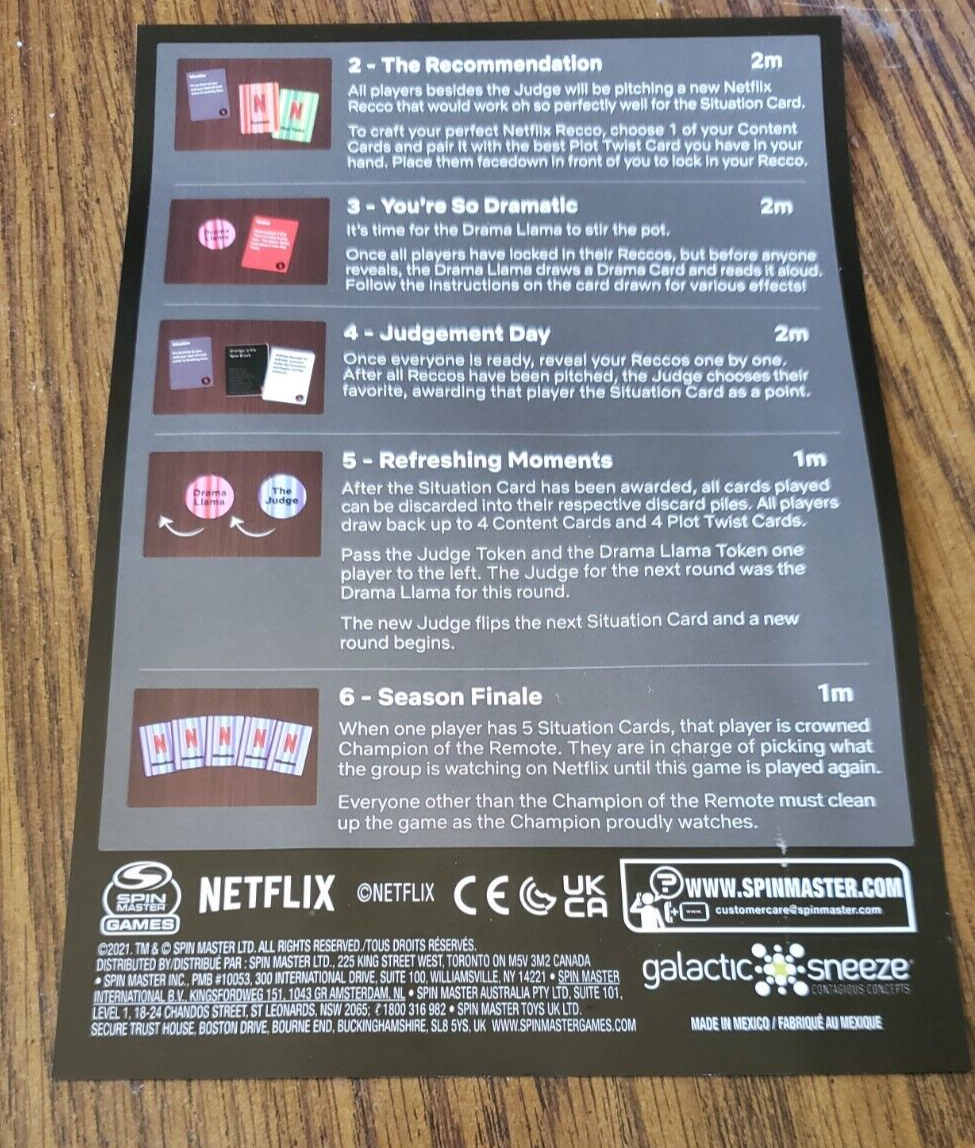 2 - The Recommendation 2m
All players besides the Judge will be pitching a new Netflix
Recco that would work oh so perfectly well for the Situation Card.
To craft your perfect Netflix Recco, choose 1 of your Content
Cards and pair it with the best Plot Twist Card you have in your
hand. Place them facedown in front of you to lock in your Recco.
3 - You're So Dramatic 2m
It's time for the Drama Llama to stir the pot.
Once all players have locked in their Reccos, but before anyone
reveals, the Drama Llama draws a Drama Card and reads it aloud.
Follow the instructions on the card drawn for various effects!
Drama
Llama
4 - Judgement Day 2m
Once everyone is ready, reveal your Reccos one by one.
After all Reccos have been pitched, the Judge chooses their
favorite, awarding that player the Situation Card as a point.
5 - Refreshing Moments 1m
After the Situation Card has been awarded, all cards played
can be discarded into their respective discard piles. All players
draw back up to 4 Content Cards and 4 Plot Twist Cards.
Pass the Judge Token and the Drama Llama Token one
player to the left. The Judge for the next round was the
Drama Llama for this round.
The new Judge flips the next Situation Card and a new
round begins.
Drama
Llama
The
Judge
6 - Season Finale 1m
When one player has 5 Situation Cards, that player is crowned
Champion of the Remote. They are in charge of picking what
the group is watching on Netflix until this game is played again.
Everyone other than the Champion of the Remote must clean
up the game as the Champion proudly watches.
N N N N N
SPIN
MASTER
GAMES
NETFLIX ©NETFLIX CE UK
CA
WWW.SPINMASTER.COM
customercare@spinmaster.com
©2021. TM & © SPIN MASTER LTD. ALL RIGHTS RESERVED./TOUS DROITS RÉSERVÉS.
DISTRIBUTED BY/DISTRIBUÉ PAR : SPIN MASTER LTD., 225 KING STREET WEST, TORONTO ON M5V 3M2 CANADA
• SPIN MASTER INC., PMB #10053, 300 INTERNATIONAL DRIVE, SUITE 100, WILLIAMSVILLE, NY 14221 • SPIN MASTER
INTERNATIONAL B.V., KINGSFORDWEG 151, 1043 GR AMSTERDAM, NL • SPIN MASTER AUSTRALIA PTY LTD, SUITE 101,
LEVEL 1, 18-24 CHANDOS STREET, ST LEONARDS, NSW 2065; ✆1800 316 982 • SPIN MASTER TOYS UK LTD.
SECURE TRUST HOUSE, BOSTON DRIVE, BOURNE END, BUCKINGHAMSHIRE, SL8 5YS, UK WWW.SPINMASTERGAMES.COM
galactic sneeze
CONTAGIOUS CONCEPTS
MADE IN MEXICO / FABRIQUÉ AU MEXIQUE